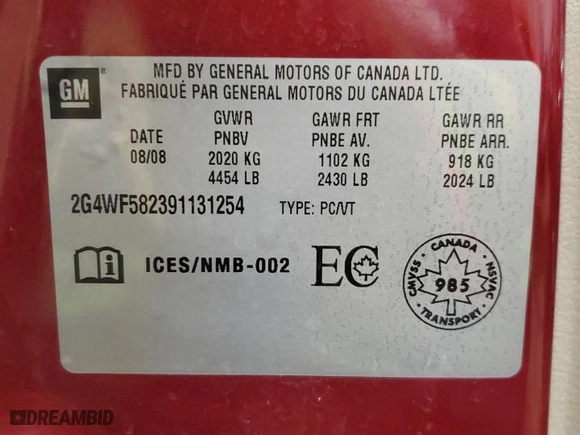 GM
MFD BY GENERAL MOTORS OF CANADA LTD.
FABRIQUÉ PAR GENERAL MOTORS DU CANADA LTÉE
GVWR GAWR FRT GAWR RR
DATE PNBV PNBE AV. PNBE ARR.
08/08 2020 KG 1102 KG 918 KG
4454 LB 2430 LB 2024 LB
2G4WF582391131254 TYPE: PC/VT
ICES/NMB-002
EC
CMVSS CANADA NSVAC
985
TRANSPORT
DREAMBID